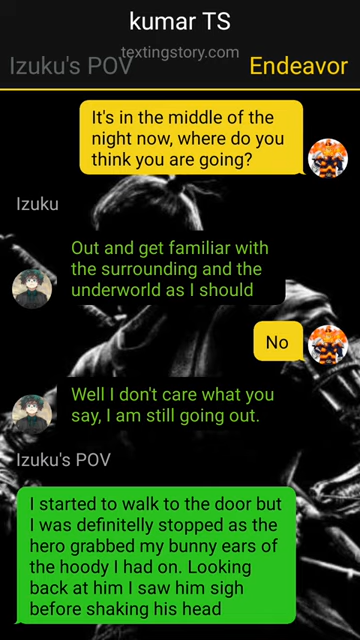 kumar TS
textingstory.com
Izuku's POV
Endeavor
It's in the middle of the
night now, where do you
think you are going?
Izuku
Out and get familiar with
the surrounding and the
underworld as I should
No
Well I don't care what you
say, I am still going out.
Izuku's POV
I started to walk to the door but
I was definitelly stopped as the
hero grabbed my bunny ears of
the hoody I had on. Looking
back at him I saw him sigh
before shaking his head